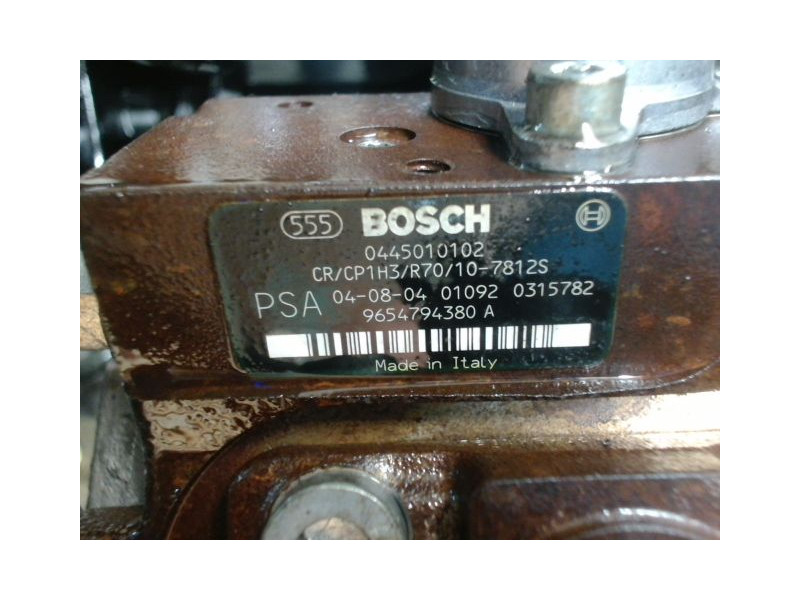 555 BOSCH
0445010102
CR/CP1H3/R70/10-7812S
PSA 04-08-04 01092 0315782
9654794380 A
Made in Italy